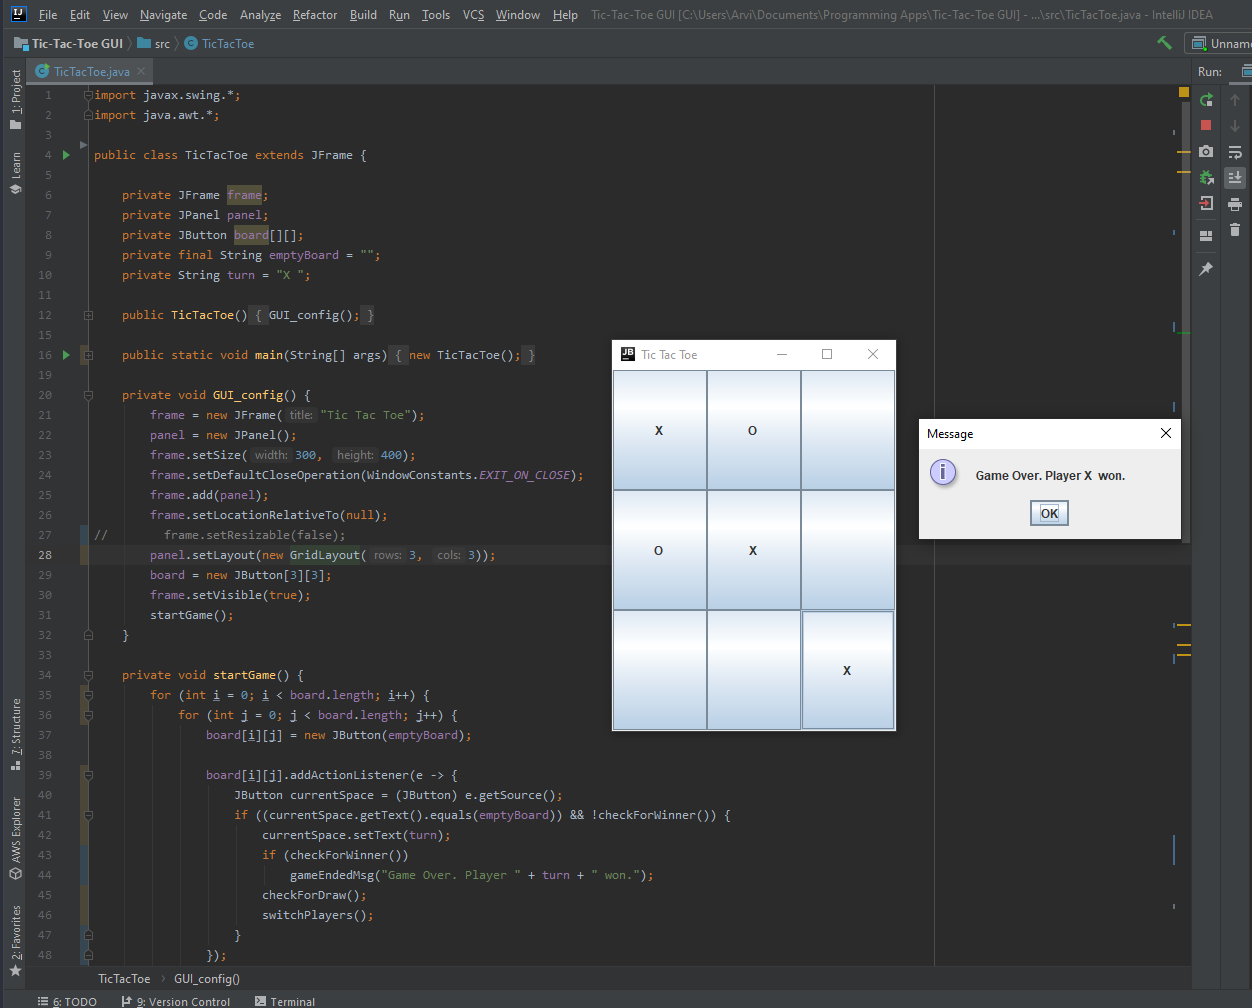 IJ File Edit View Navigate Code Analyze Refactor Build Run Tools VCS Window Help Tic-Tac-Toe GUI [C:\Users\Arvi\Documents\Programming Apps\Tic-Tac-Toe GUI] - ...\src\TicTacToe.java - IntelliJ IDEA
Tic-Tac-Toe GUI src C TicTacToe Unnam
C TicTacToe.java Run:
1: Project
Learn
7: Structure
AWS Explorer
2: Favorites
1 import javax.swing.*;
2 import java.awt.*;
3
4 public class TicTacToe extends JFrame {
5
6 private JFrame frame;
7 private JPanel panel;
8 private JButton board[][];
9 private final String emptyBoard = "";
10 private String turn = "X ";
11
12 public TicTacToe() { GUI_config(); }
15
16 public static void main(String[] args) { new TicTacToe(); }
19
20 private void GUI_config() {
21 frame = new JFrame( title: "Tic Tac Toe");
22 panel = new JPanel();
23 frame.setSize( width: 300, height: 400);
24 frame.setDefaultCloseOperation(WindowConstants.EXIT_ON_CLOSE);
25 frame.add(panel);
26 frame.setLocationRelativeTo(null);
27 // frame.setResizable(false);
28 panel.setLayout(new GridLayout( rows: 3, cols: 3));
29 board = new JButton[3][3];
30 frame.setVisible(true);
31 startGame();
32 }
33
34 private void startGame() {
35 for (int i = 0; i < board.length; i++) {
36 for (int j = 0; j < board.length; j++) {
37 board[i][j] = new JButton(emptyBoard);
38
39 board[i][j].addActionListener(e -> {
40 JButton currentSpace = (JButton) e.getSource();
41 if ((currentSpace.getText().equals(emptyBoard)) && !checkForWinner()) {
42 currentSpace.setText(turn);
43 if (checkForWinner())
44 gameEndedMsg("Game Over. Player " + turn + " won.");
45 checkForDraw();
46 switchPlayers();
47 }
48 });
JB Tic Tac Toe
X O
O X
X
Message
Game Over. Player X  won.
OK
TicTacToe GUI_config()
6: TODO 9: Version Control Terminal